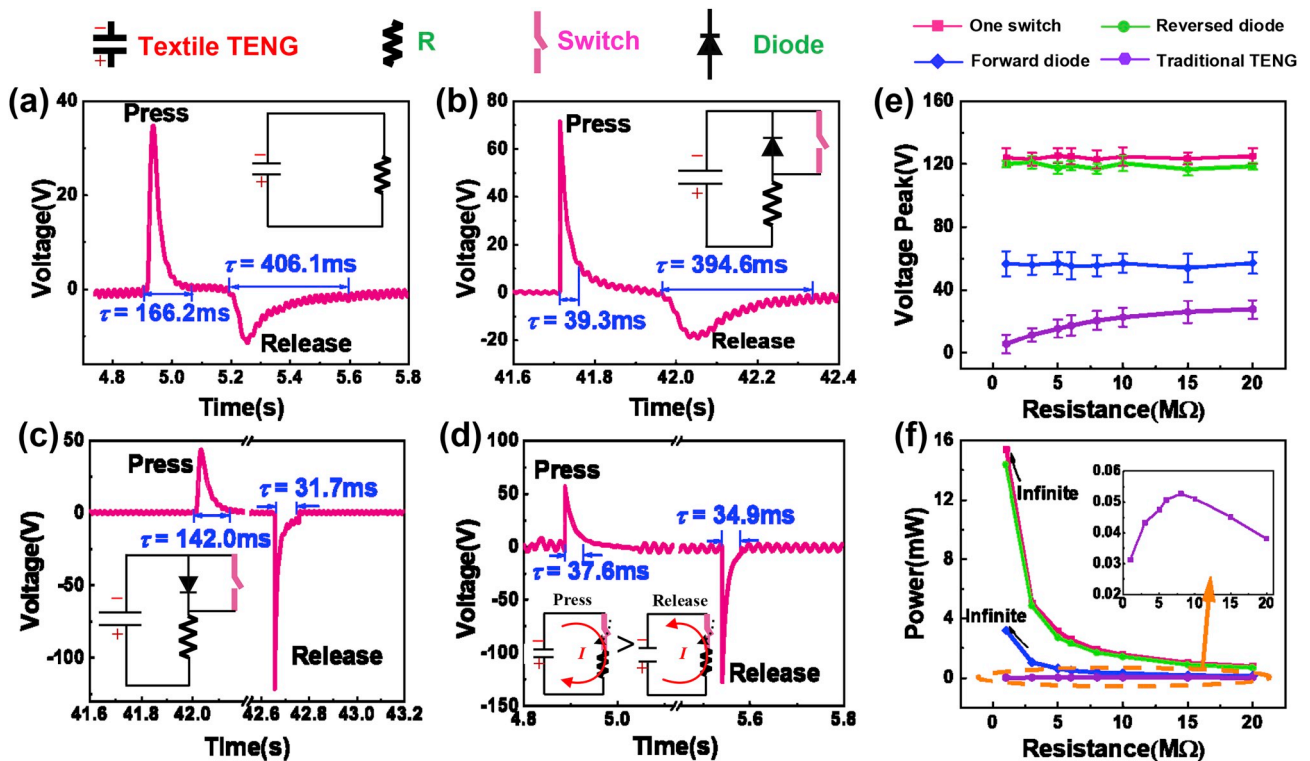 − + Textile TENG
R
Switch
Diode
One switch
Reversed diode
Forward diode
Traditional TENG
(a)
40
20
0
Voltage(V)
Press
Release
τ = 406.1ms
τ = 166.2ms
− +
4.8 5.0 5.2 5.4 5.6 5.8
Time(s)
(b)
80
60
40
20
0
-20
Voltage(V)
Press
Release
τ = 394.6ms
τ = 39.3ms
− +
41.6 41.8 42.0 42.2 42.4
Time(s)
(e)
160
120
80
40
0
Voltage Peak(V)
0 5 10 15 20
Resistance(MΩ)
(c)
50
0
-50
-100
Voltage(V)
Press
τ = 31.7ms
τ = 142.0ms
Release
− +
41.6 42.0 42.6 43.0 43.2
Time(s)
(d)
100
50
0
-50
-100
-150
Voltage(V)
Press
τ = 34.9ms
τ = 37.6ms
Press
Release
− + I
>
− + I
Release
4.8 5.0 5.6 5.8
Time(s)
(f)
16
12
8
4
0
Power(mW)
Infinite
Infinite
0.06
0.05
0.04
0.03
0.02
0 5 10 15 20
0 5 10 15 20
Resistance(MΩ)